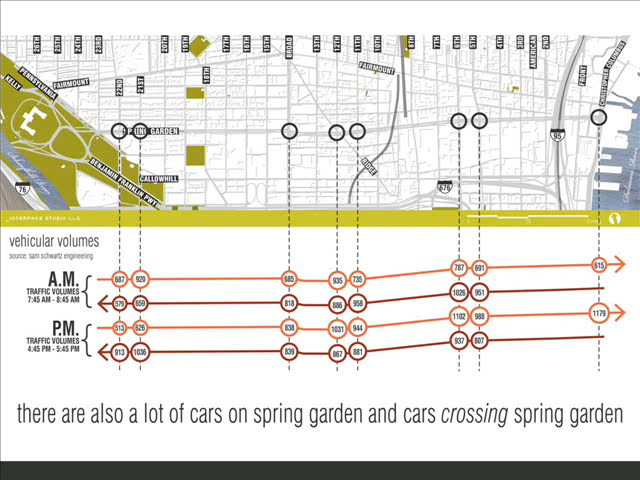 26TH 25TH 24TH 23RD 20TH 19TH 17TH 16TH 15TH BROAD 13TH 12TH 11TH 10TH 8TH 7TH 6TH 5TH 4TH 3RD AMERICAN 2ND
PENNSYLVANIA
KELLY
FAIRMOUNT
22ND
21ST
18TH
FAIRMOUNT
FRONT
CHRISTOPHER COLUMBUS
SPRING GARDEN
95
BENJAMIN FRANKLIN PWY
CALLOWHILL
RIDGE
676
76
_INTERFACE STUDIO LLC
vehicular volumes
source: sam schwartz engineering
A.M.
TRAFFIC VOLUMES
7:45 AM - 8:45 AM
687 920 685 935 735 787 691 615
579 659 818 886 958 1026 951
P.M.
TRAFFIC VOLUMES
4:45 PM - 5:45 PM
513 626 838 1031 944 1102 988 1179
913 1036 839 867 881 937 807
there are also a lot of cars on spring garden and cars crossing spring garden